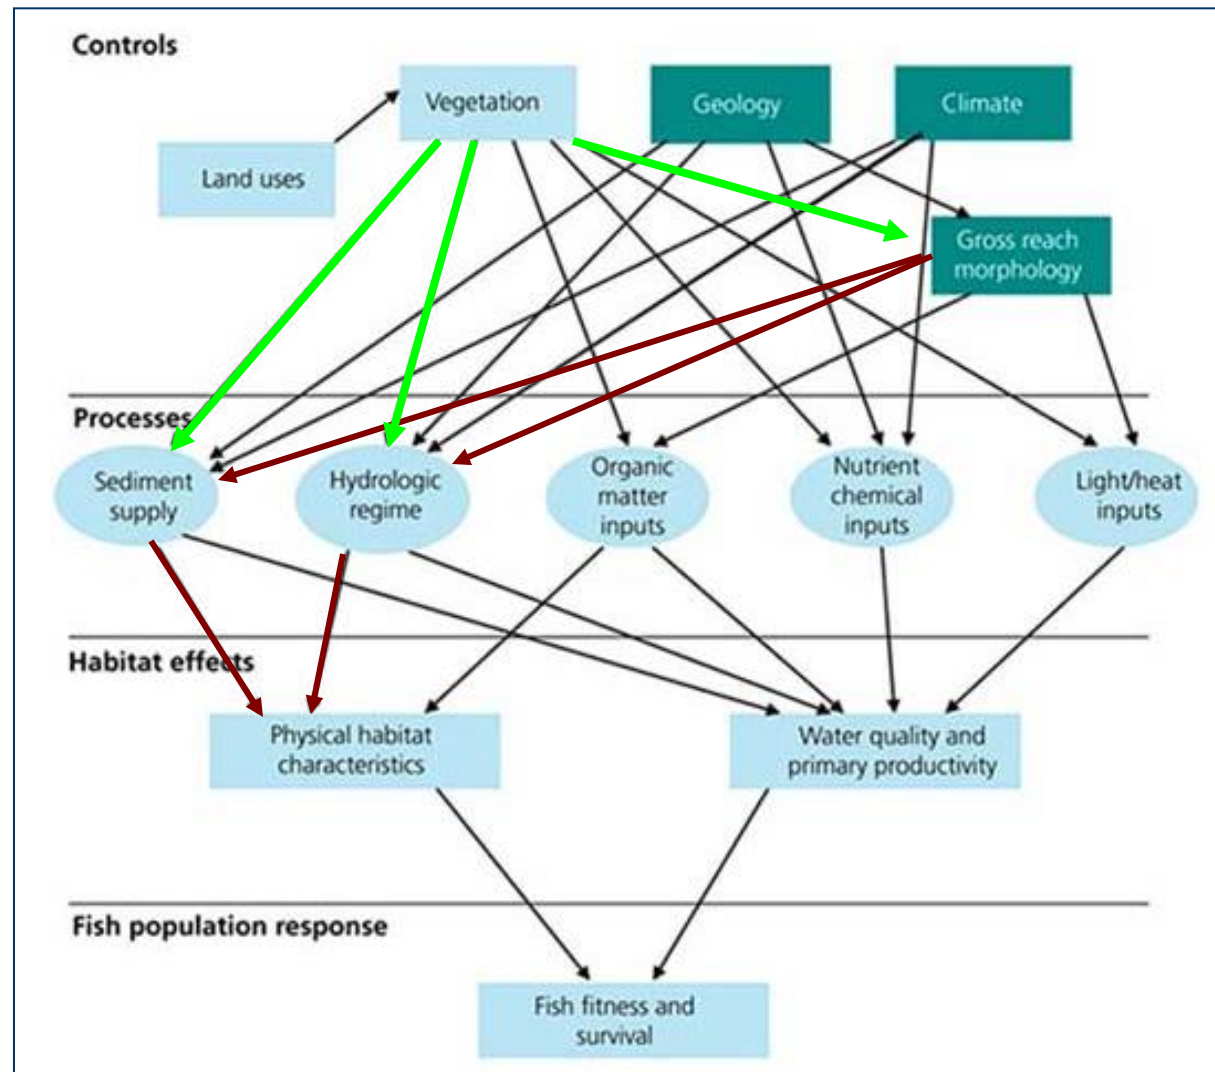 Controls
Vegetation
Geology
Climate
Land uses
Gross reach
morphology
Processes
Sediment
supply
Hydrologic
regime
Organic
matter
inputs
Nutrient
chemical
inputs
Light/heat
inputs
Habitat effects
Physical habitat
characteristics
Water quality and
primary productivity
Fish population response
Fish fitness and
survival